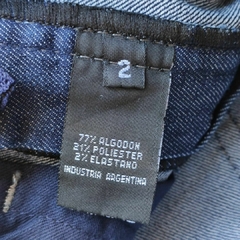 2
77% ALGODON
21% POLIESTER
2% ELASTANO
INDUSTRIA ARGENTINA